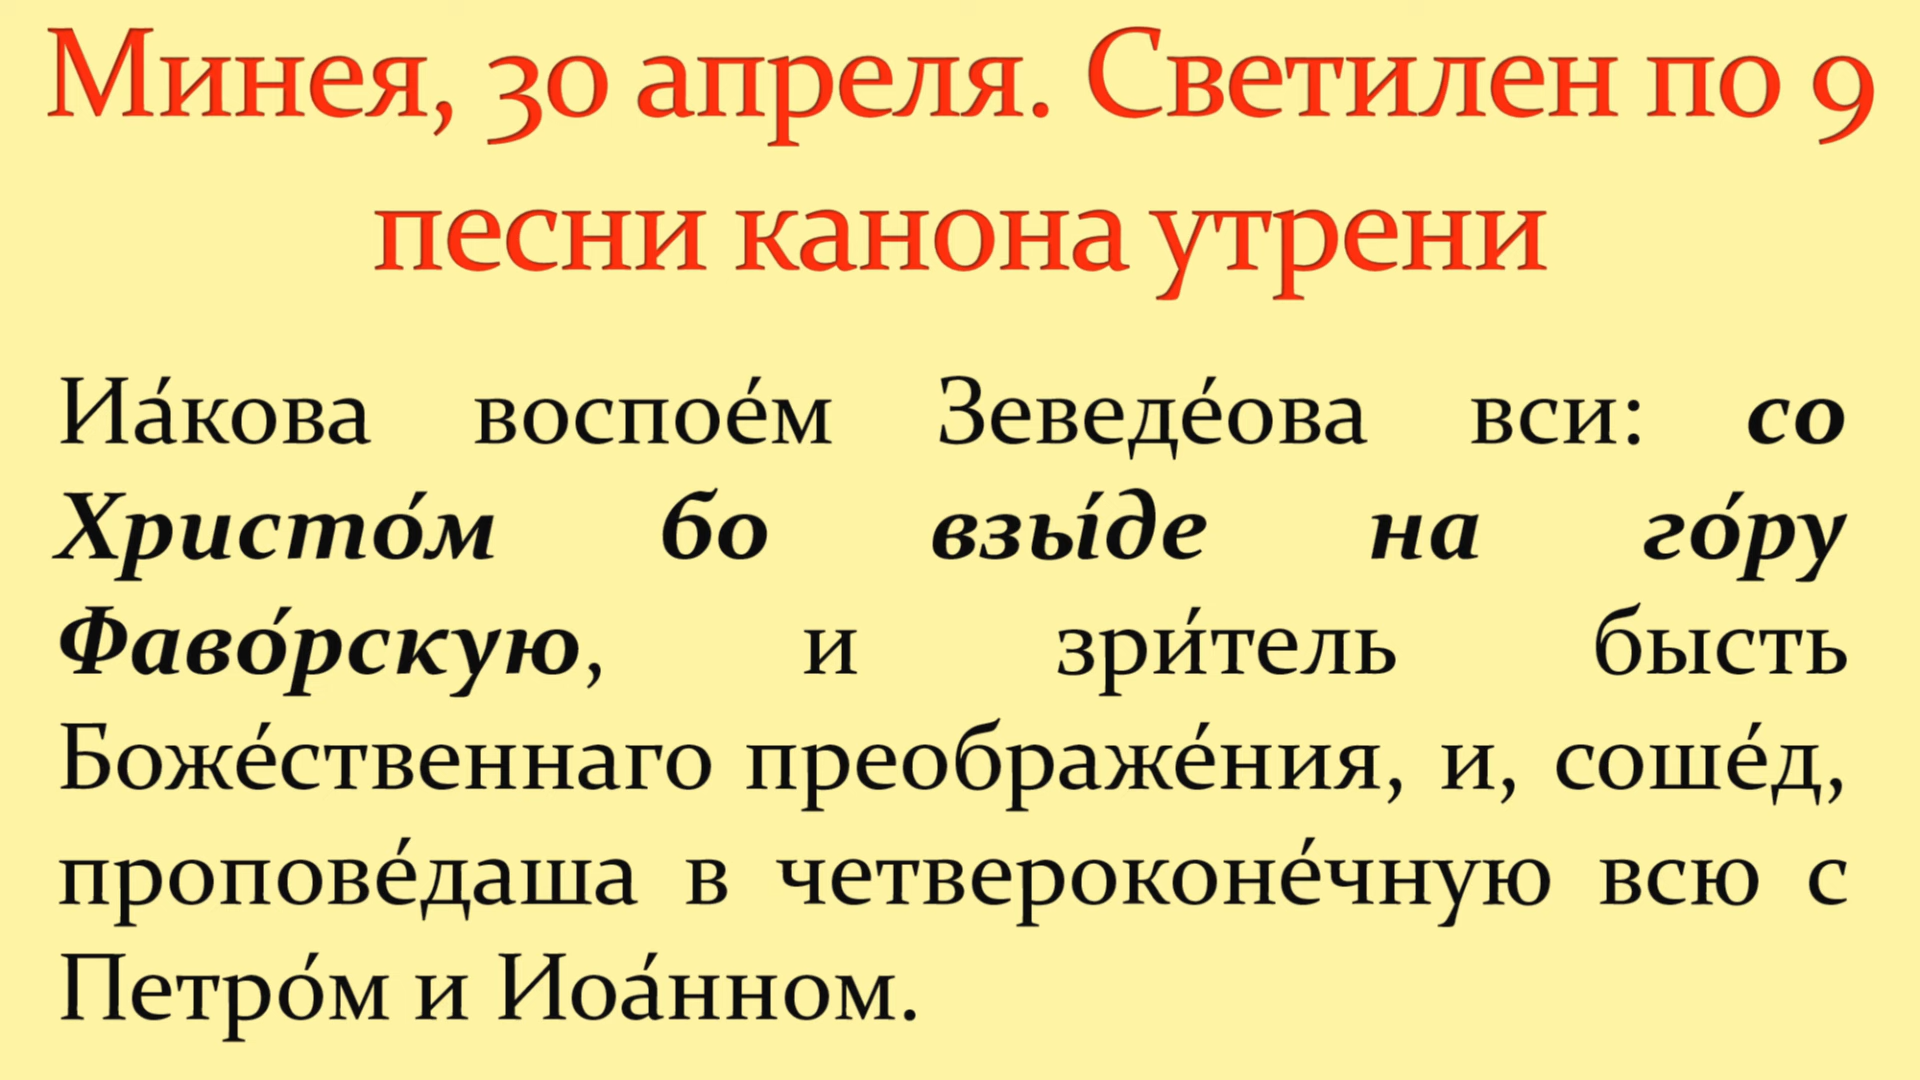 Минея, 30 апреля. Светилен по 9
песни канона утрени
Иа́кова воспое́м Зеведе́ова вси: со
Христо́м бо взы́де на го́ру
Фаво́рскую, и зри́тель бысть
Боже́ственнаго преображе́ния, и, соше́д,
пропове́даша в четвероконе́чную всю с
Петро́м и Иоа́нном.